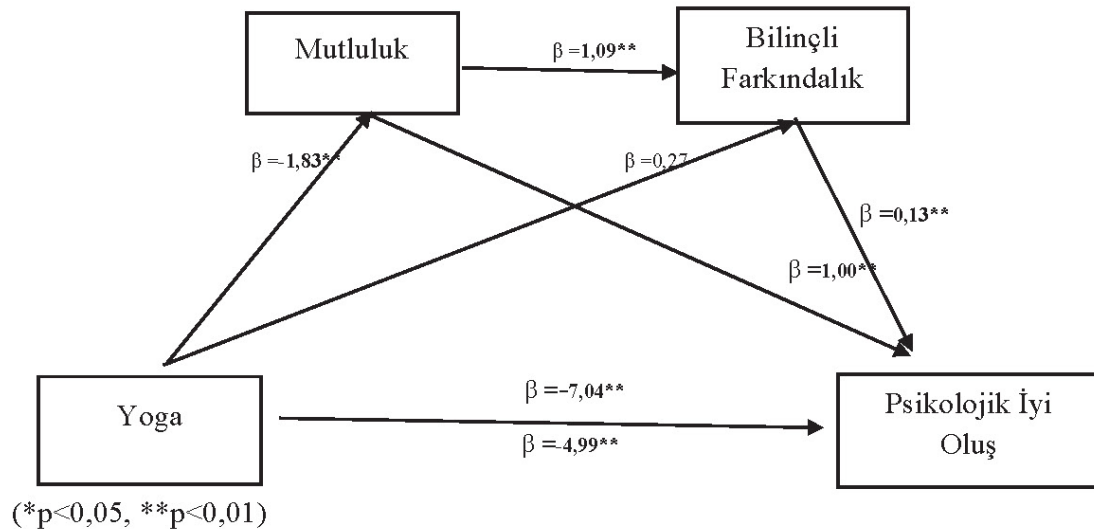 Mutluluk
β =1,09**
Bilinçli
Farkındalık
β =-1,83**
β =0,27
β =0,13**
β =1,00**
Yoga
β =-7,04**
β =-4,99**
Psikolojik İyi
Oluş
(*p<0,05, **p<0,01)